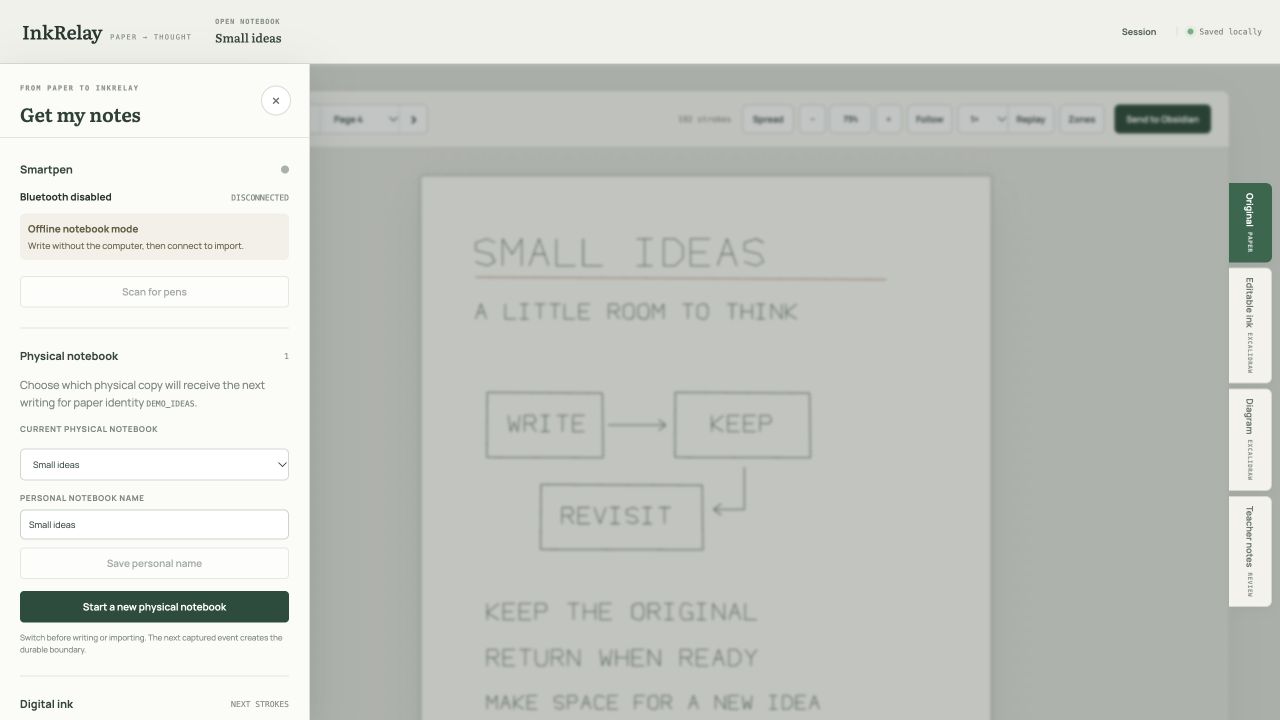 InkRelay PAPER → THOUGHT
OPEN NOTEBOOK
Small ideas
Session
Saved locally
FROM PAPER TO INKRELAY
Get my notes
×
Smartpen
Bluetooth disabled DISCONNECTED
Offline notebook mode
Write without the computer, then connect to import.
Scan for pens
Physical notebook 1
Choose which physical copy will receive the next
writing for paper identity DEMO_IDEAS.
CURRENT PHYSICAL NOTEBOOK
Small ideas
PERSONAL NOTEBOOK NAME
Small ideas
Save personal name
Start a new physical notebook
Switch before writing or importing. The next captured event creates the
durable boundary.
Digital ink NEXT STROKES
Page 4
strokes
Spread
−
+
Follow
Replay
Zones
Send to Obsidian
SMALL IDEAS
A LITTLE ROOM TO THINK
WRITE
KEEP
REVISIT
KEEP THE ORIGINAL
RETURN WHEN READY
MAKE SPACE FOR A NEW IDEA
Original PAPER
Editable ink EXCALIDRAW
Diagram EXCALIDRAW
Teacher notes REVIEW